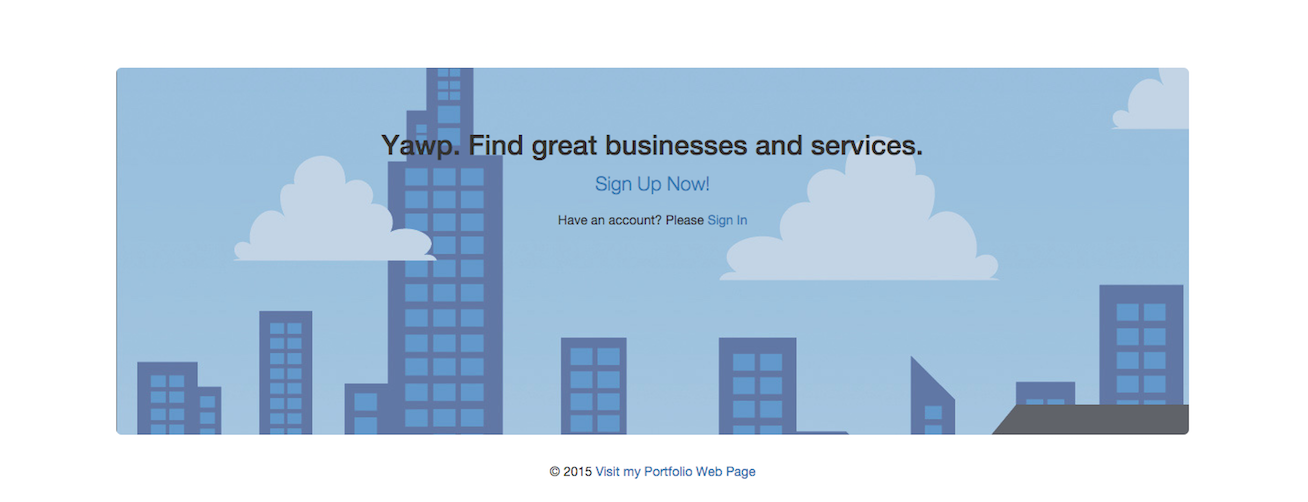 Yawp. Find great businesses and services.
Sign Up Now!
Have an account? Please Sign In
© 2015 Visit my Portfolio Web Page